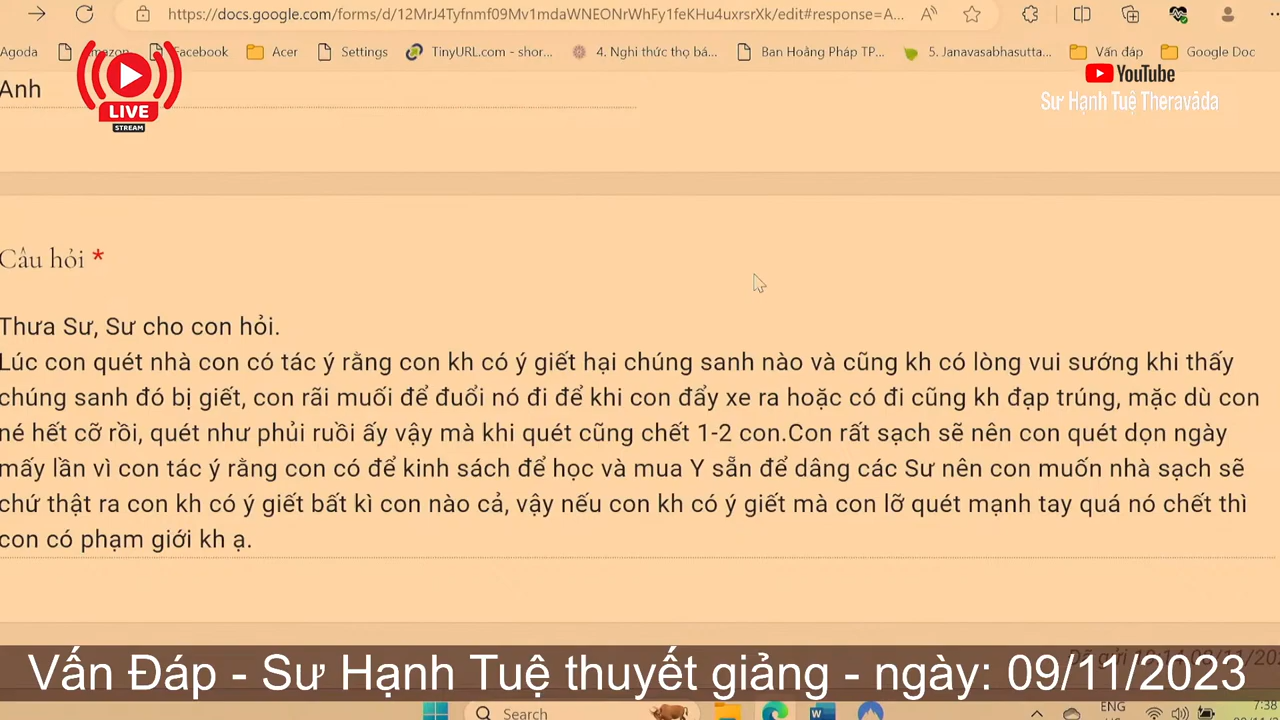 https://docs.google.com/forms/d/12MrJ4Tyfnmf09Mv1mdaWNEONrWhFy1feKHu4uxrsrXk/edit#response=A...
Agoda
Facebook
Acer
Settings
TinyURL.com - shor...
4. Nghi thức thọ bá...
Ban Hoằng Pháp TP...
5. Janavasabhasutta...
Vấn đáp
Google Doc
LIVE
STREAM
YouTube
Sư Hạnh Tuệ Theravāda
Anh
Câu hỏi *
Thưa Sư, Sư cho con hỏi.
Lúc con quét nhà con có tác ý rằng con kh có ý giết hại chúng sanh nào và cũng kh có lòng vui sướng khi thấy
chúng sanh đó bị giết, con rãi muối để đuổi nó đi để khi con đẩy xe ra hoặc có đi cũng kh đạp trúng, mặc dù con
né hết cỡ rồi, quét như phủi ruồi ấy vậy mà khi quét cũng chết 1-2 con.Con rất sạch sẽ nên con quét dọn ngày
mấy lần vì con tác ý rằng con có để kinh sách để học và mua Y sẵn để dâng các Sư nên con muốn nhà sạch sẽ
chứ thật ra con kh có ý giết bất kì con nào cả, vậy nếu con kh có ý giết mà con lỡ quét mạnh tay quá nó chết thì
con có phạm giới kh ạ.
Vấn Đáp - Sư Hạnh Tuệ thuyết giảng - ngày: 09/11/2023
Search
ENG
7:38